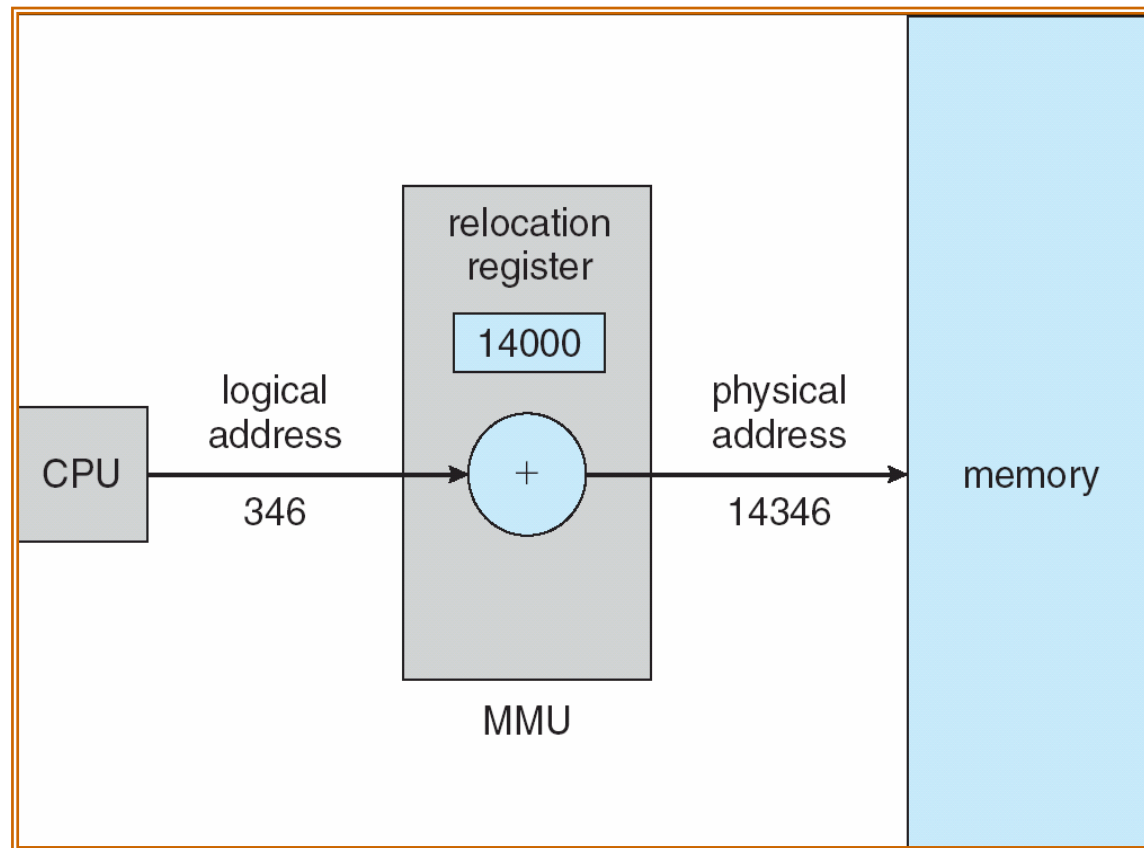 relocation
register
14000
logical
address
physical
address
CPU
+
memory
346
14346
MMU